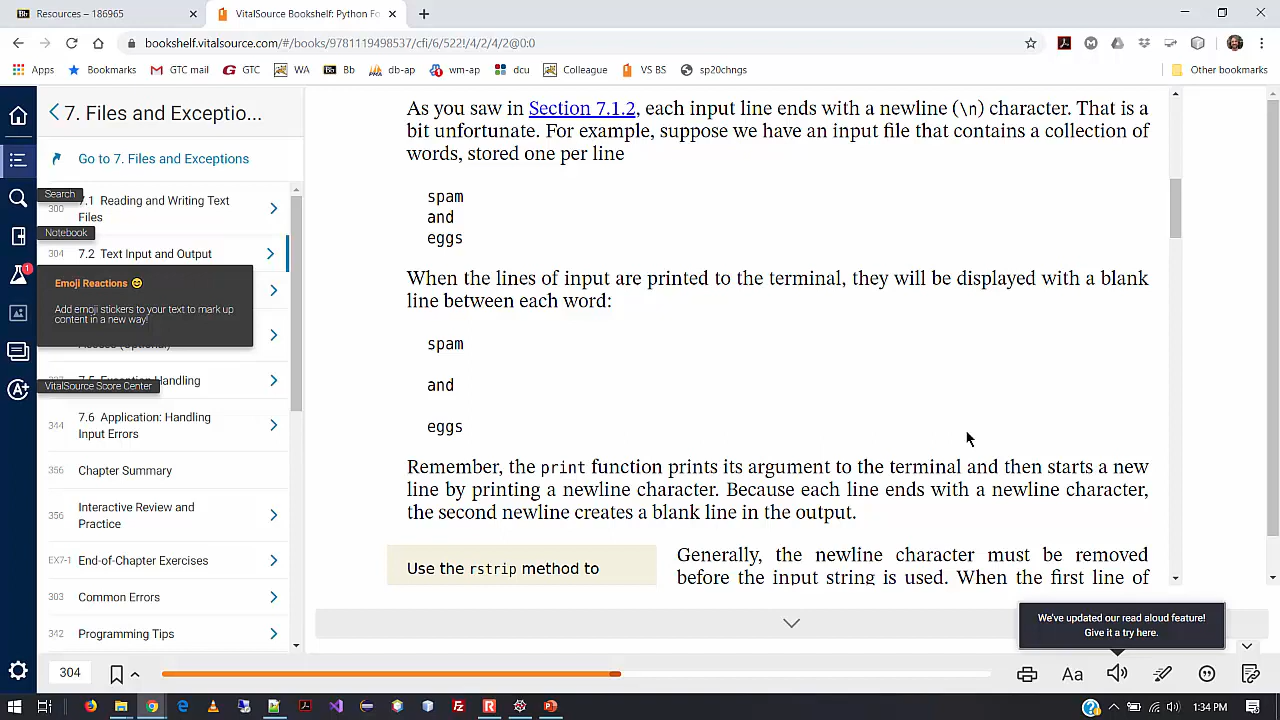 Resources – 186965
VitalSource Bookshelf: Python Fo
bookshelf.vitalsource.com/#/books/9781119498537/cfi/6/522!/4/2/4/2@0:0
Apps
Bookmarks
GTC mail
GTC
WA
Bb
db-ap
wm-ap
dcu
Colleague
VS BS
sp20chngs
Other bookmarks
7. Files and Exceptio...
Go to 7. Files and Exceptions
Search
Notebook
300
7.1 Reading and Writing Text
Files
304
7.2 Text Input and Output
1
Emoji Reactions 😊
Add emoji stickers to your text to mark up
content in a new way!
VitalSource Score Center
344
7.6 Application: Handling
Input Errors
356
Chapter Summary
356
Interactive Review and
Practice
EX7-1
End-of-Chapter Exercises
303
Common Errors
342
Programming Tips
As you saw in Section 7.1.2, each input line ends with a newline (\n) character. That is a
bit unfortunate. For example, suppose we have an input file that contains a collection of
words, stored one per line
spam
and
eggs
When the lines of input are printed to the terminal, they will be displayed with a blank
line between each word:
spam
and
eggs
Remember, the print function prints its argument to the terminal and then starts a new
line by printing a newline character. Because each line ends with a newline character,
the second newline creates a blank line in the output.
Use the rstrip method to
Generally, the newline character must be removed
before the input string is used. When the first line of
We've updated our read aloud feature!
Give it a try here.
304
Aa
1:34 PM